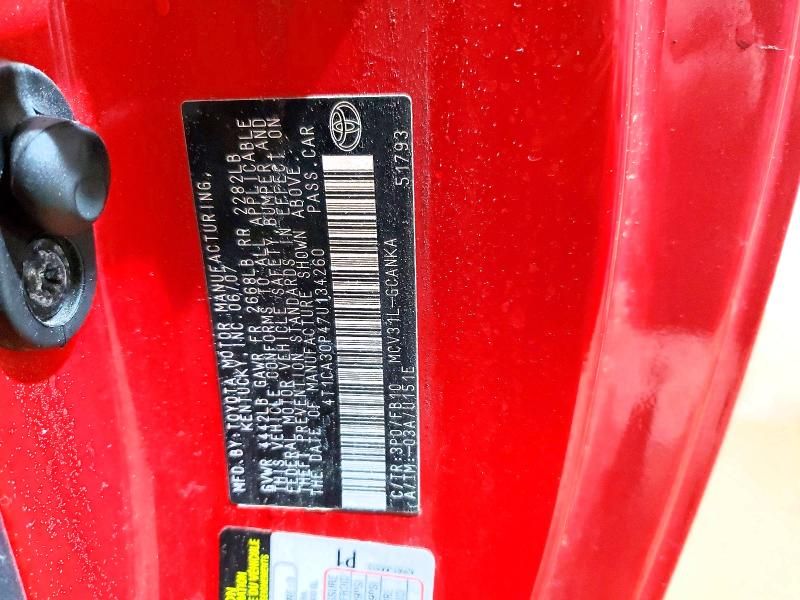 MFD. BY: TOYOTA MOTOR MANUFACTURING,
KENTUCKY, INC. 06/07
GVWR 4442LB GAWR FR 2668LB RR 2282LB
THIS VEHICLE CONFORMS TO ALL APPLICABLE
FEDERAL MOTOR VEHICLE SAFETY, BUMPER AND
THEFT PREVENTION STANDARDS IN EFFECT ON
THE DATE OF MANUFACTURE SHOWN ABOVE.
4T1CA30P47U134260 PASS. CAR
C/TR:3P0/FB10 MCV31L-GCANKA 51793
A/TM:-03A/U151E
P1